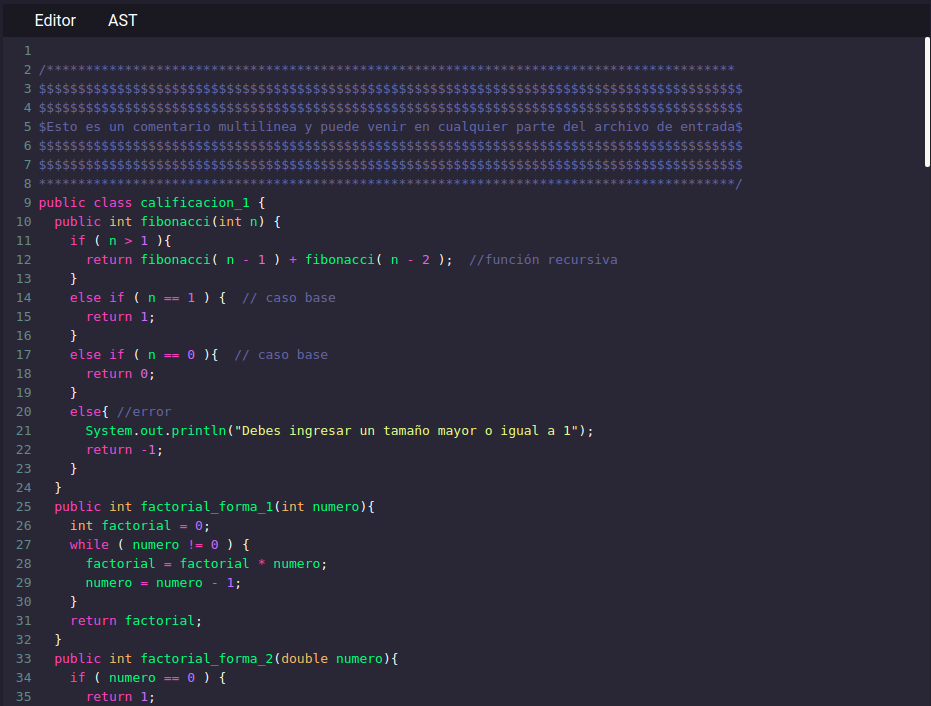 Editor AST
1
2 /****************************************************************************************
3 $$$$$$$$$$$$$$$$$$$$$$$$$$$$$$$$$$$$$$$$$$$$$$$$$$$$$$$$$$$$$$$$$$$$$$$$$$$$$$$$$$$$$$$$$$
4 $$$$$$$$$$$$$$$$$$$$$$$$$$$$$$$$$$$$$$$$$$$$$$$$$$$$$$$$$$$$$$$$$$$$$$$$$$$$$$$$$$$$$$$$$$
5 $Esto es un comentario multilinea y puede venir en cualquier parte del archivo de entrada$
6 $$$$$$$$$$$$$$$$$$$$$$$$$$$$$$$$$$$$$$$$$$$$$$$$$$$$$$$$$$$$$$$$$$$$$$$$$$$$$$$$$$$$$$$$$$
7 $$$$$$$$$$$$$$$$$$$$$$$$$$$$$$$$$$$$$$$$$$$$$$$$$$$$$$$$$$$$$$$$$$$$$$$$$$$$$$$$$$$$$$$$$$
8 *****************************************************************************************/
9 public class calificacion_1 {
10   public int fibonacci(int n) {
11     if ( n > 1 ){
12       return fibonacci( n - 1 ) + fibonacci( n - 2 );  //función recursiva
13     }
14     else if ( n == 1 ) {  // caso base
15       return 1;
16     }
17     else if ( n == 0 ){  // caso base
18       return 0;
19     }
20     else{ //error
21       System.out.println("Debes ingresar un tamaño mayor o igual a 1");
22       return -1;
23     }
24   }
25   public int factorial_forma_1(int numero){
26     int factorial = 0;
27     while ( numero != 0 ) {
28       factorial = factorial * numero;
29       numero = numero - 1;
30     }
31     return factorial;
32   }
33   public int factorial_forma_2(double numero){
34     if ( numero == 0 ) {
35       return 1;